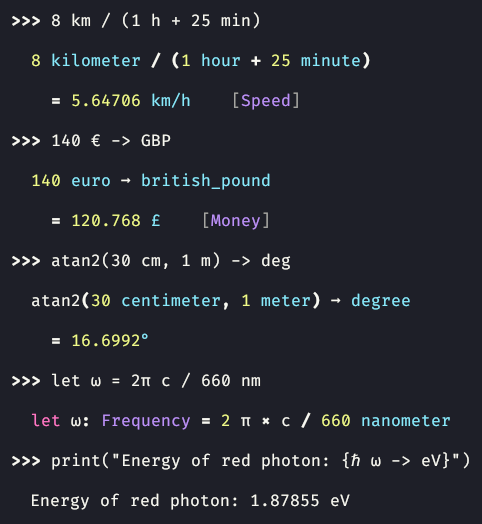 >>> 8 km / (1 h + 25 min)
8 kilometer / (1 hour + 25 minute)
= 5.64706 km/h [Speed]
>>> 140 € -> GBP
140 euro → british_pound
= 120.768 £ [Money]
>>> atan2(30 cm, 1 m) -> deg
atan2(30 centimeter, 1 meter) → degree
= 16.6992°
>>> let ω = 2π c / 660 nm
let ω: Frequency = 2 π × c / 660 nanometer
>>> print("Energy of red photon: {ℏ ω -> eV}")
Energy of red photon: 1.87855 eV